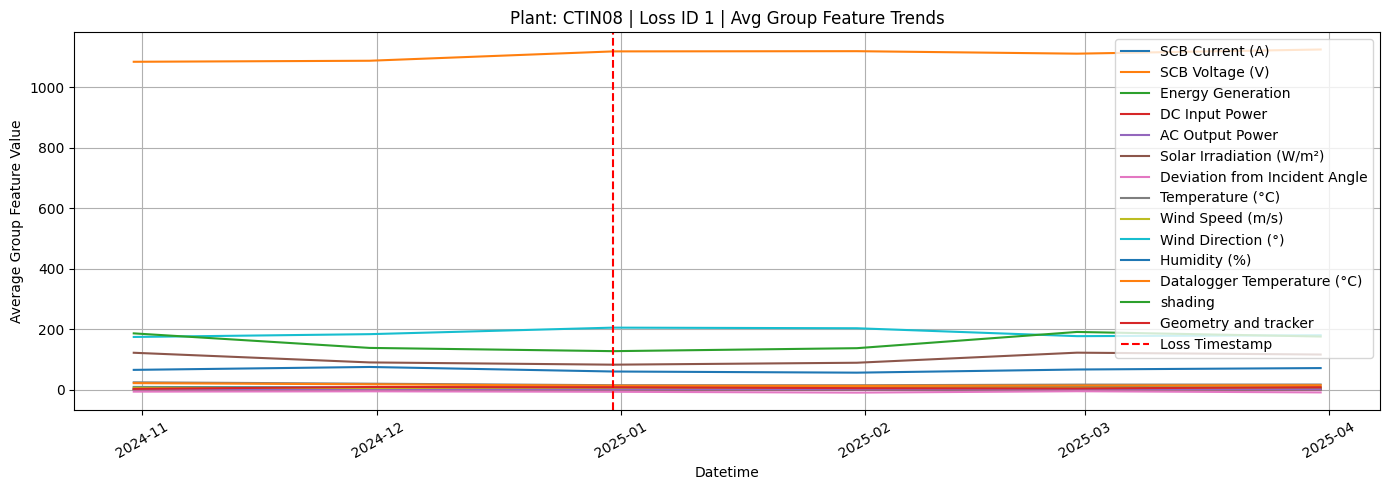 Plant: CTIN08 | Loss ID 1 | Avg Group Feature Trends
Average Group Feature Value
1000
800
600
400
200
0
SCB Current (A)
SCB Voltage (V)
Energy Generation
DC Input Power
AC Output Power
Solar Irradiation (W/m²)
Deviation from Incident Angle
Temperature (°C)
Wind Speed (m/s)
Wind Direction (°)
Humidity (%)
Datalogger Temperature (°C)
shading
Geometry and tracker
Loss Timestamp
2024-11
2024-12
2025-01
2025-02
2025-03
2025-04
Datetime